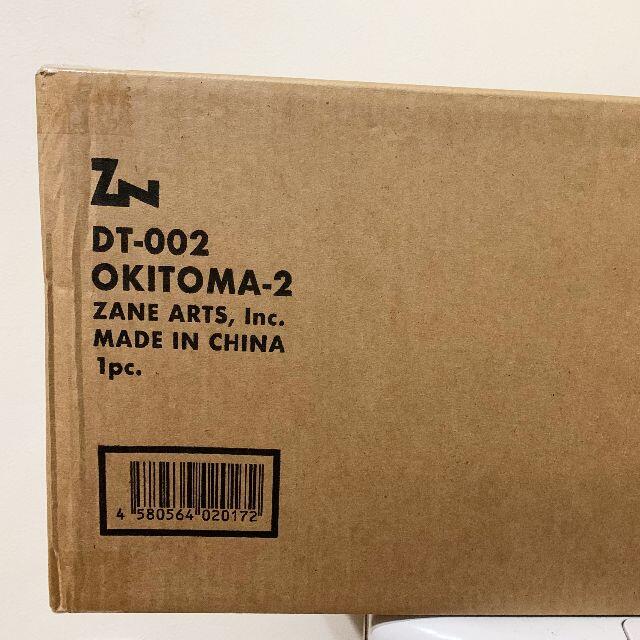 ZN
DT-002
OKITOMA-2
ZANE ARTS, Inc.
MADE IN CHINA
1pc.
4 580564 020172